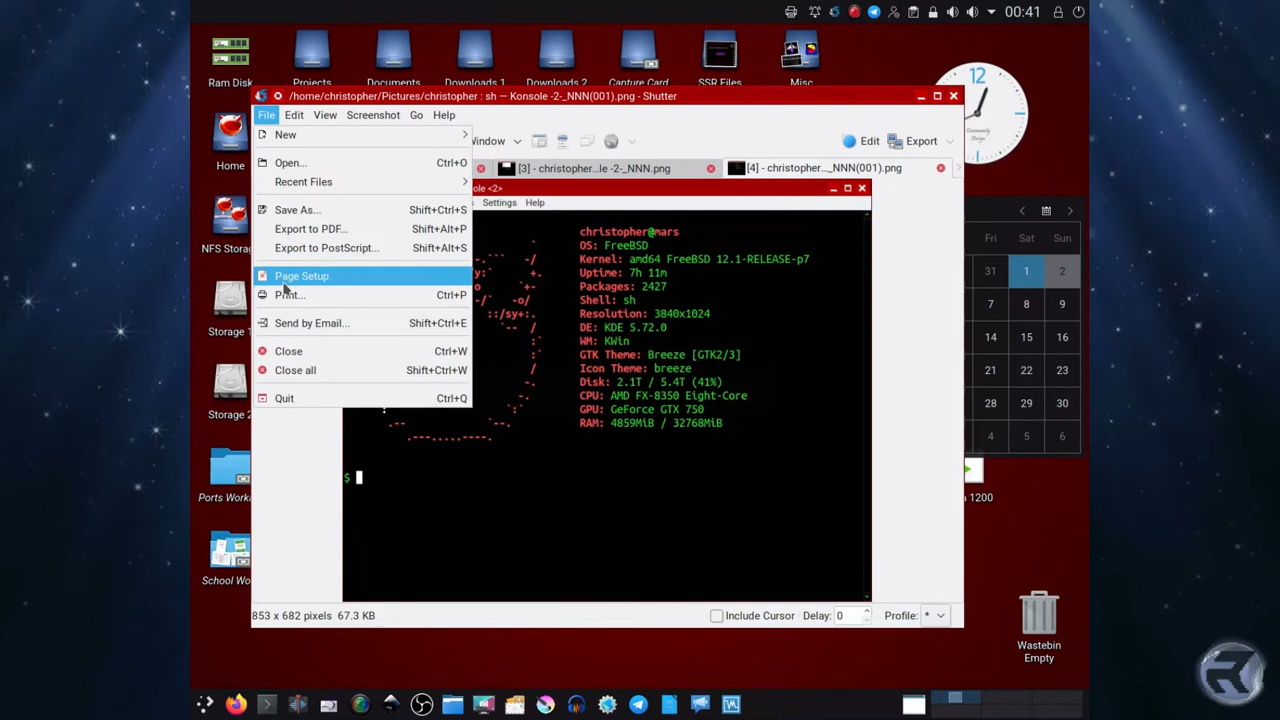 00:41
Ram Disk
Projects
Documents
Downloads 1
Downloads 2
Capture Card
SSR Files
Misc
/home/christopher/Pictures/christopher : sh — Konsole -2-_NNN(001).png - Shutter
File Edit View Screenshot Go Help
Window
Edit
Export
[3] - christopher...le -2-_NNN.png
[4] - christopher..._NNN(001).png
New
Open... Ctrl+O
Recent Files
Save As... Shift+Ctrl+S
Export to PDF... Shift+Alt+P
Export to PostScript... Shift+Alt+S
Page Setup
Print... Ctrl+P
Send by Email... Shift+Ctrl+E
Close Ctrl+W
Close all Shift+Ctrl+W
Quit Ctrl+Q
<2>
Settings Help
christopher@mars
OS: FreeBSD
Kernel: amd64 FreeBSD 12.1-RELEASE-p7
Uptime: 7h 11m
Packages: 2427
Shell: sh
Resolution: 3840x1024
DE: KDE 5.72.0
WM: KWin
GTK Theme: Breeze [GTK2/3]
Icon Theme: breeze
Disk: 2.1T / 5.4T (41%)
CPU: AMD FX-8350 Eight-Core
GPU: GeForce GTX 750
RAM: 4859MiB / 32768MiB
$
853 x 682 pixels 67.3 KB
Include Cursor
Delay: 0
Profile: *
Home
NFS Storag
Storage 1
Storage 2
Ports Work
School Wo
12
Community
Design
Fri Sat Sun
31 1 2
7 8 9
14 15 16
21 22 23
28 29 30
4 5 6
1200
Wastebin
Empty